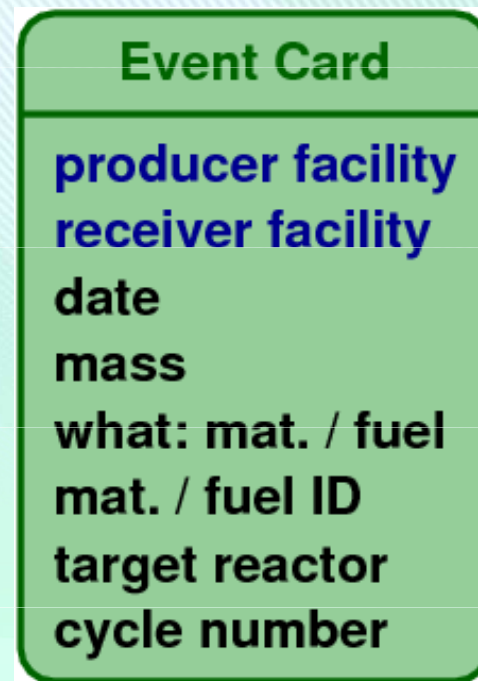 Event Card
producer facility
receiver facility
date
mass
what: mat. / fuel
mat. / fuel ID
target reactor
cycle number